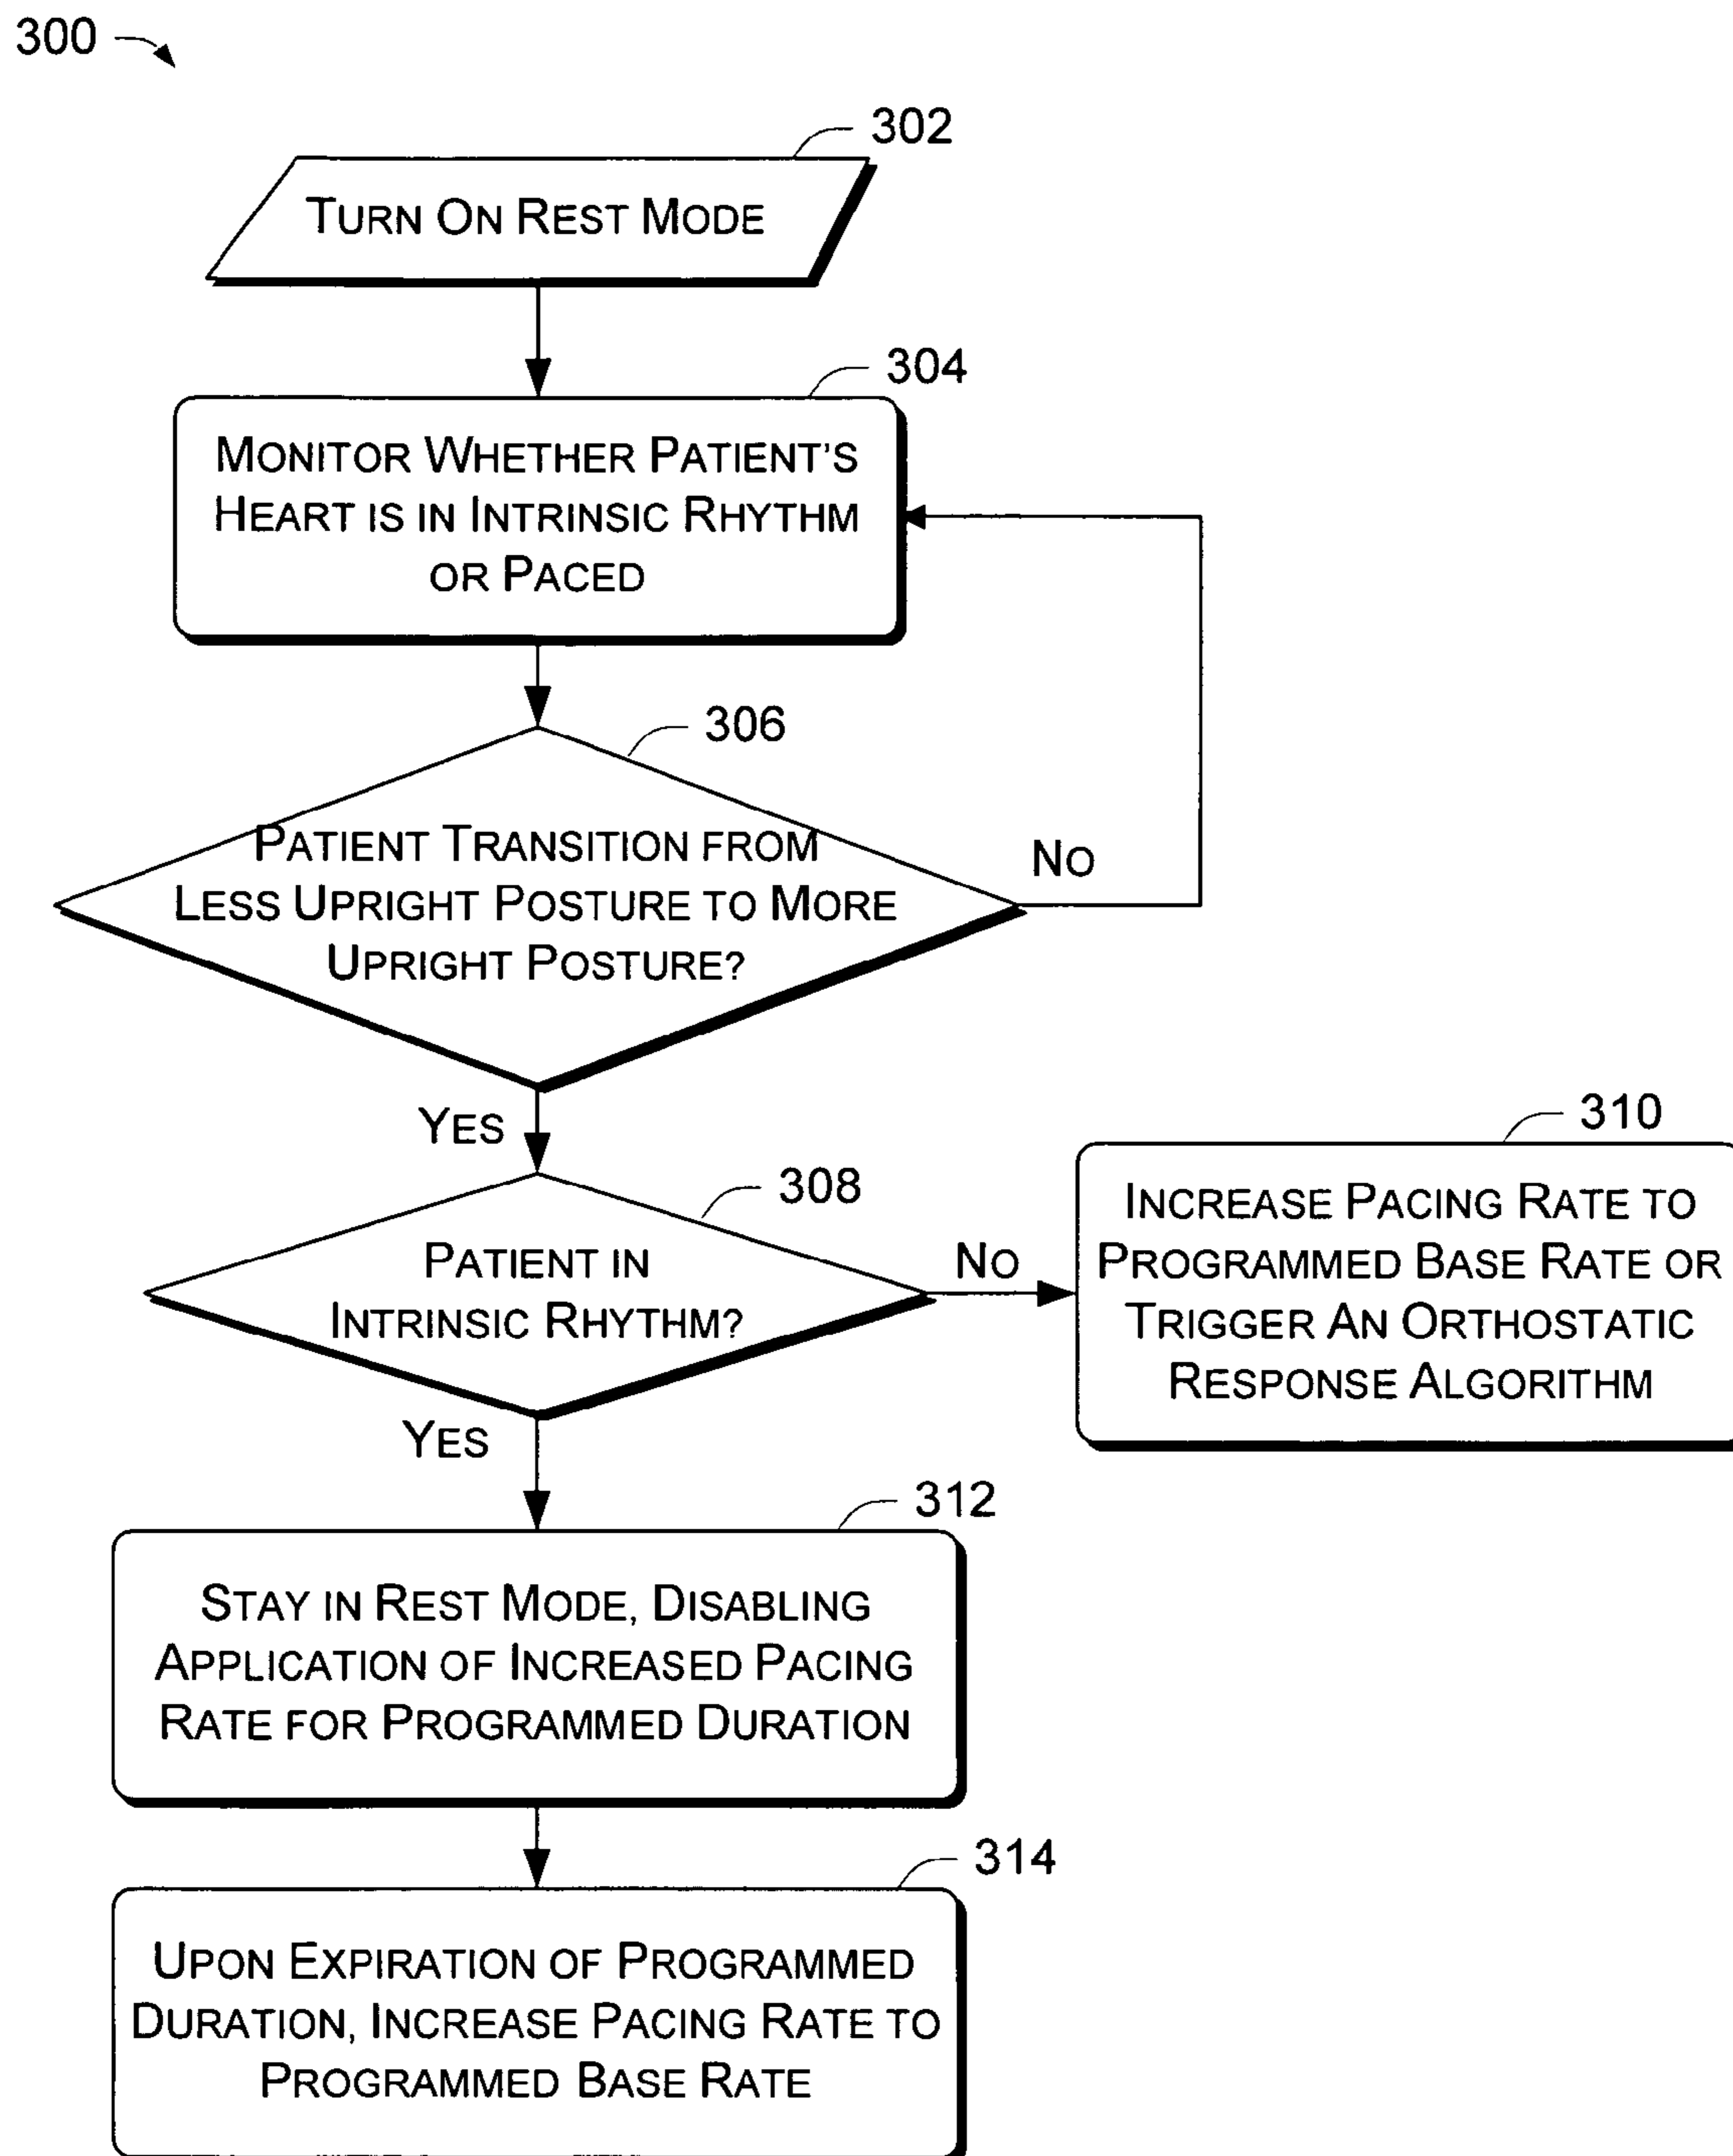 300
302
TURN ON REST MODE
304
MONITOR WHETHER PATIENT'S
HEART IS IN INTRINSIC RHYTHM
OR PACED
306
PATIENT TRANSITION FROM
LESS UPRIGHT POSTURE TO MORE
UPRIGHT POSTURE?
NO
YES
308
PATIENT IN
INTRINSIC RHYTHM?
NO
310
INCREASE PACING RATE TO
PROGRAMMED BASE RATE OR
TRIGGER AN ORTHOSTATIC
RESPONSE ALGORITHM
YES
312
STAY IN REST MODE, DISABLING
APPLICATION OF INCREASED PACING
RATE FOR PROGRAMMED DURATION
314
UPON EXPIRATION OF PROGRAMMED
DURATION, INCREASE PACING RATE TO
PROGRAMMED BASE RATE